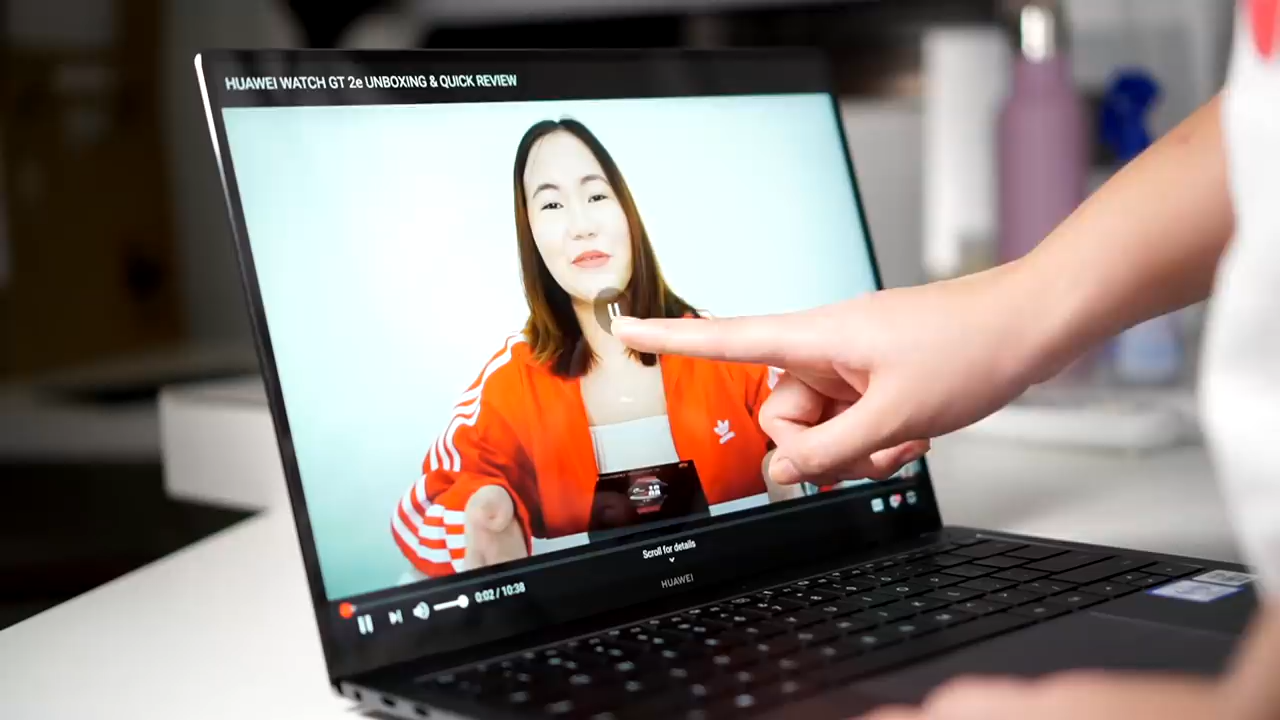 HUAWEI WATCH GT 2e UNBOXING & QUICK REVIEW
Scroll for details
0:02 / 10:38
HUAWEI